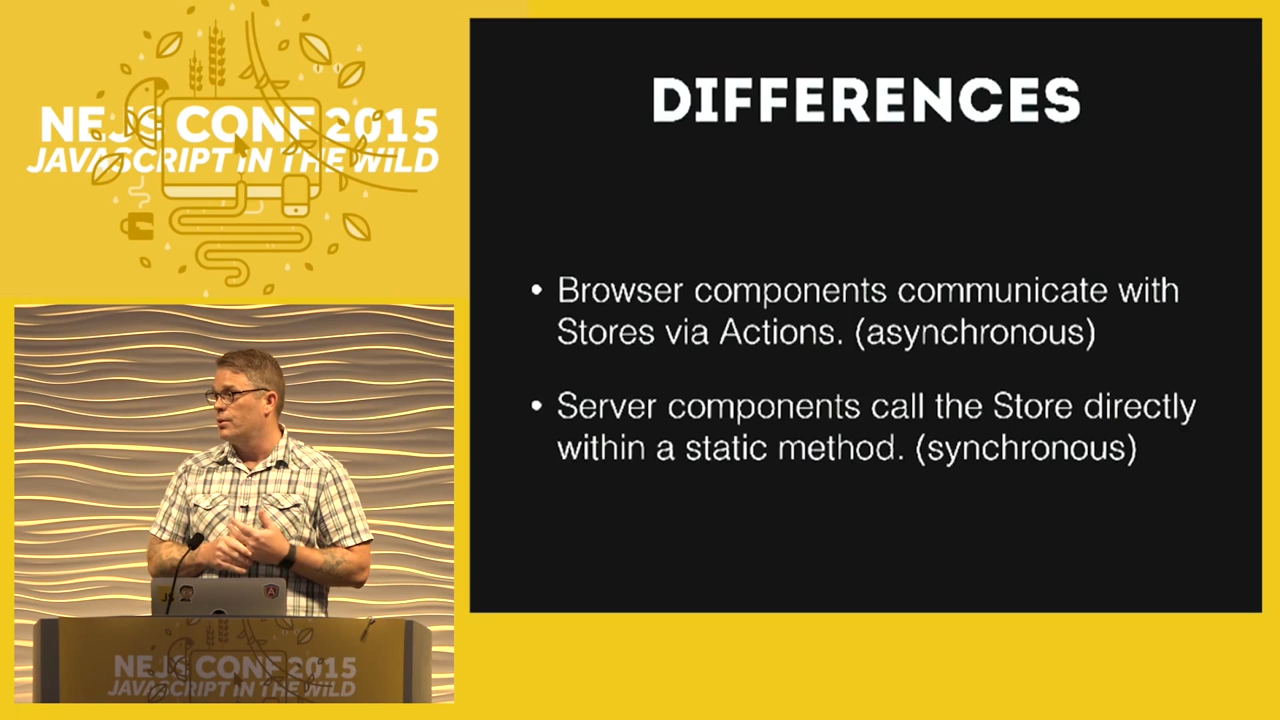 NEJS CONF 2015
JAVASCRIPT IN THE WILD
DIFFERENCES
• Browser components communicate with
Stores via Actions. (asynchronous)
• Server components call the Store directly
within a static method. (synchronous)
JS
A
NEJS CONF 2015
JAVASCRIPT IN THE WILD